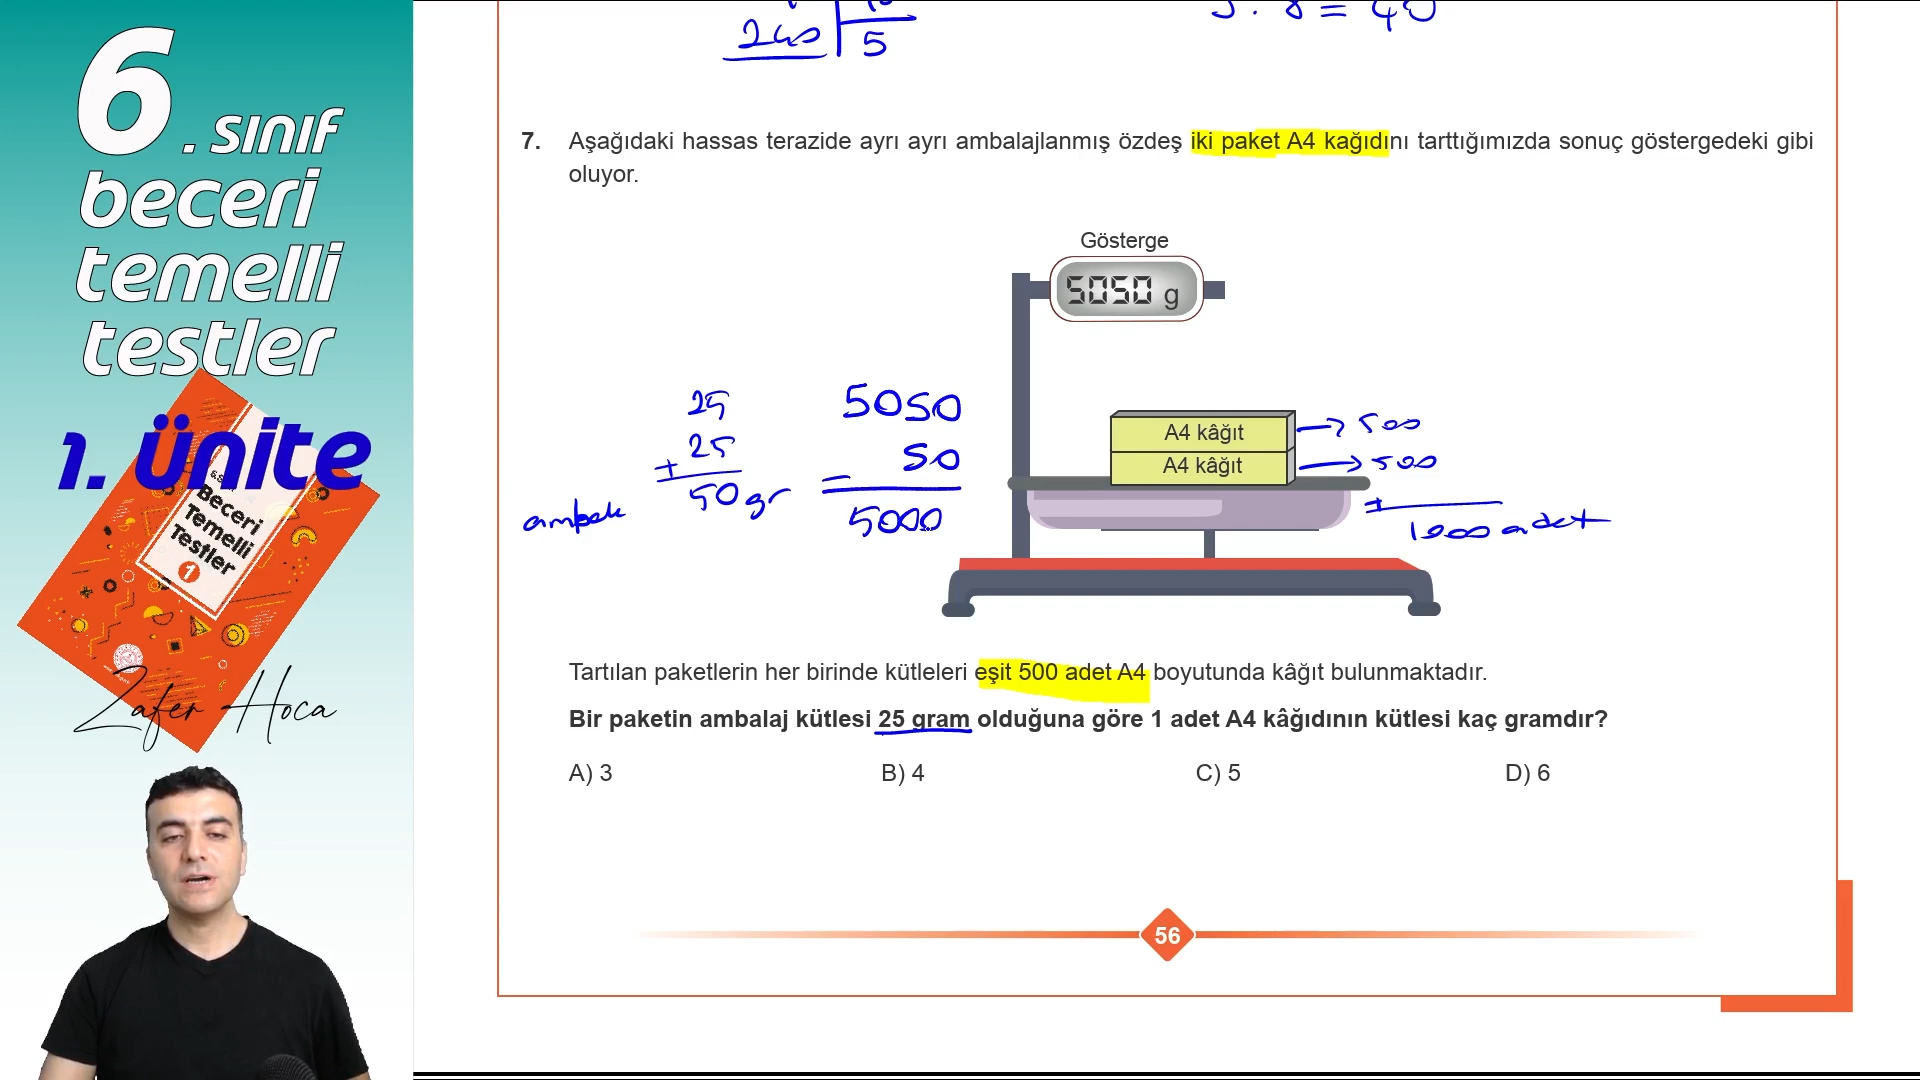 6. sınıf
beceri
temelli
testler
1. ünite
Beceri
Temelli
Testler
1
Zafer Hoca
240
5
= 40
7. Aşağıdaki hassas terazide ayrı ayrı ambalajlanmış özdeş iki paket A4 kağıdını tarttığımızda sonuç göstergedeki gibi
oluyor.
Gösterge
5050 g
25
+ 25
50 gr
5050
- 50
5000
A4 kâğıt → 500
A4 kâğıt → 500
+
1000 adet
Tartılan paketlerin her birinde kütleleri eşit 500 adet A4 boyutunda kâğıt bulunmaktadır.
Bir paketin ambalaj kütlesi 25 gram olduğuna göre 1 adet A4 kâğıdının kütlesi kaç gramdır?
A) 3 B) 4 C) 5 D) 6
56